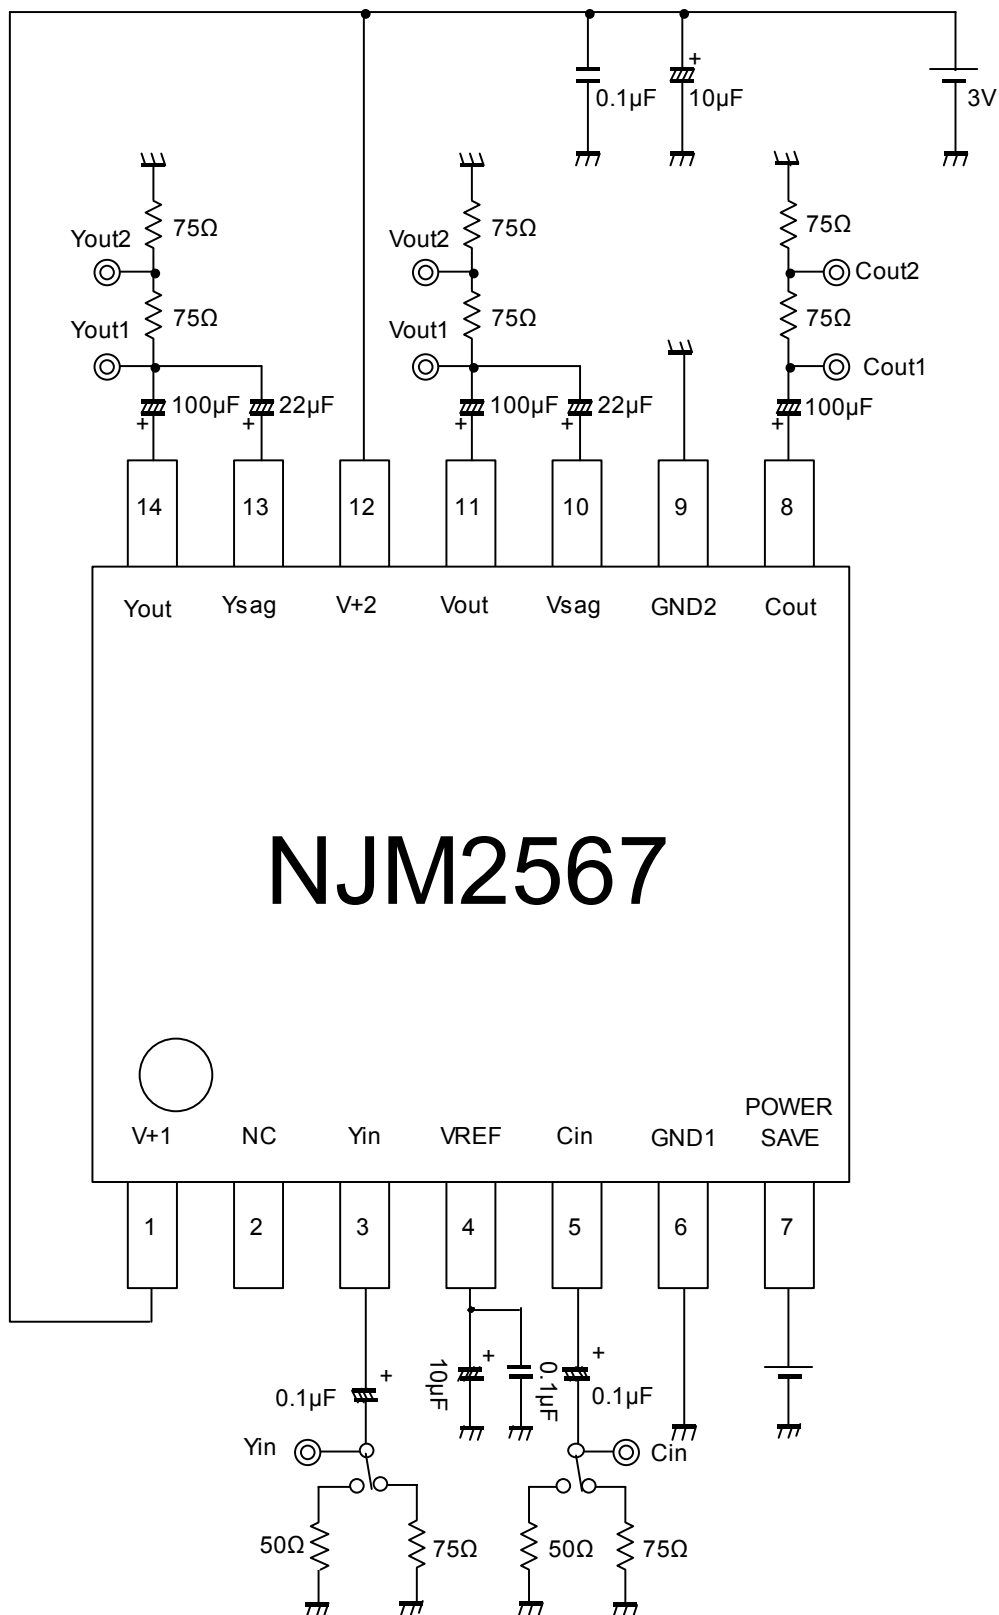 0.1µF
10µF
3V
+
75Ω
75Ω
75Ω
Yout2
Vout2
Cout2
75Ω
75Ω
75Ω
Yout1
Vout1
Cout1
100µF
22µF
100µF
22µF
100µF
+
+
+
+
+
14
13
12
11
10
9
8
Yout
Ysag
V+2
Vout
Vsag
GND2
Cout
NJM2567
V+1
NC
Yin
VREF
Cin
GND1
POWER
SAVE
1
2
3
4
5
6
7
+
+
+
0.1µF
10µF
0.1µF
0.1µF
Yin
Cin
50Ω
75Ω
50Ω
75Ω